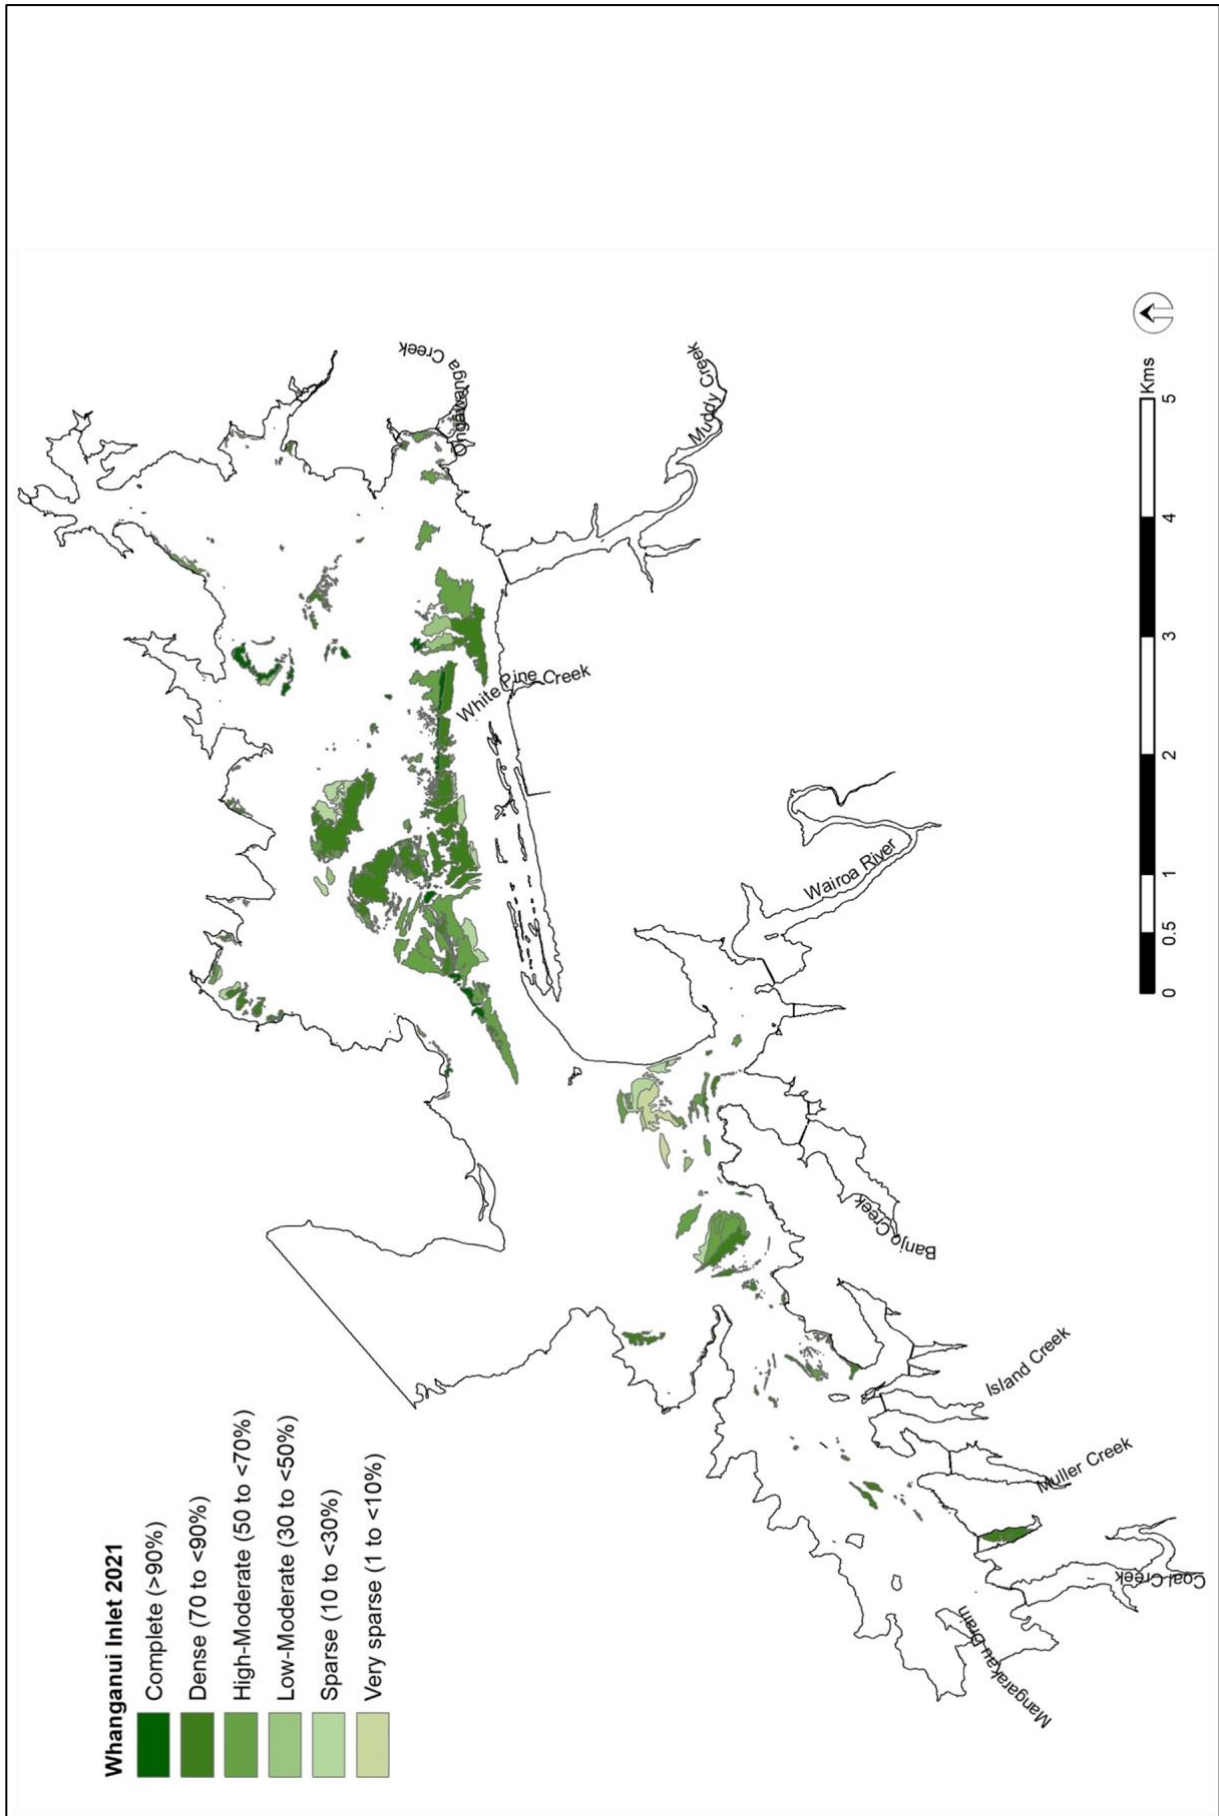 Whanganui Inlet 2021
Complete (>90%)
Dense (70 to <90%)
High-Moderate (50 to <70%)
Low-Moderate (30 to <50%)
Sparse (10 to <30%)
Very sparse (1 to <10%)
Ongawanga Creek
Muddy Creek
White Pine Creek
Wairoa River
Banjo Creek
Island Creek
Muller Creek
Coal Creek
Mangarakau Drain
0 0.5 1 2 3 4 5
Kms